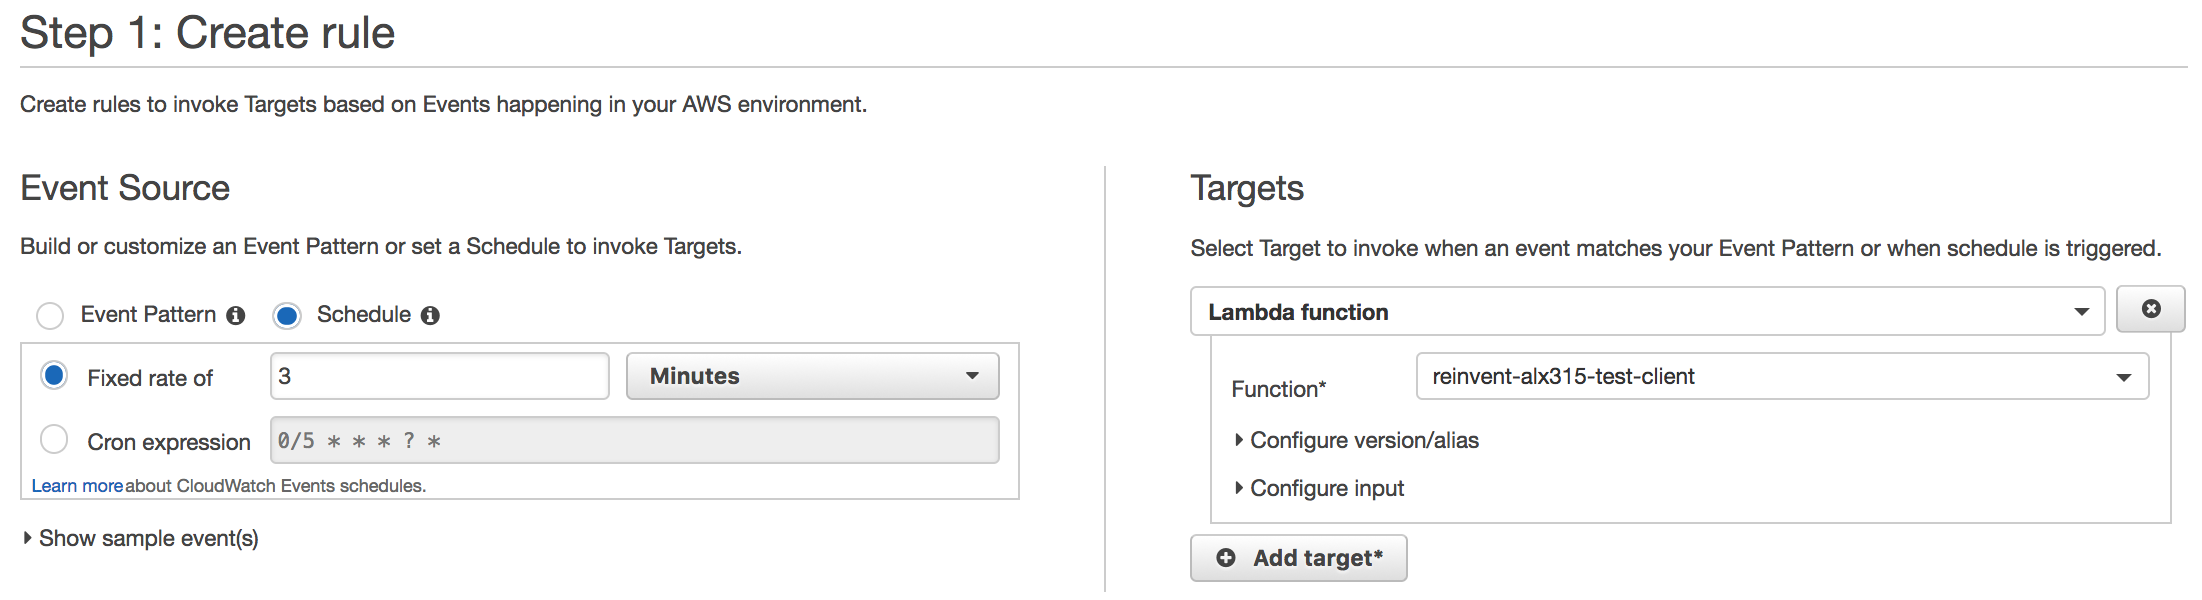 Step 1: Create rule
Create rules to invoke Targets based on Events happening in your AWS environment.
Event Source
Build or customize an Event Pattern or set a Schedule to invoke Targets.
Event Pattern
Schedule
Fixed rate of
3
Minutes
Cron expression
0/5 * * * ? *
Learn more about CloudWatch Events schedules.
Show sample event(s)
Targets
Select Target to invoke when an event matches your Event Pattern or when schedule is triggered.
Lambda function
Function*
reinvent-alx315-test-client
Configure version/alias
Configure input
Add target*